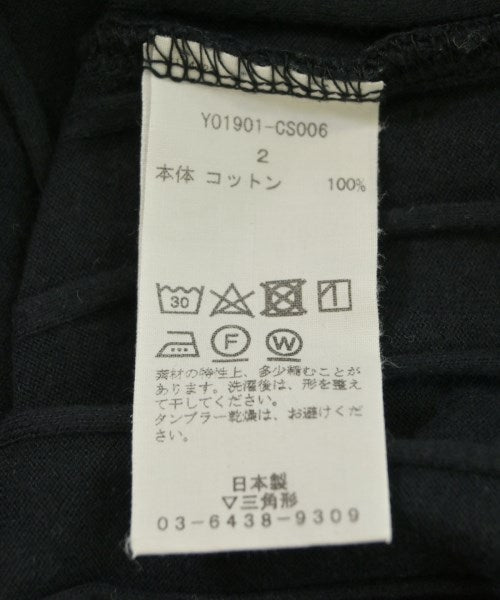 Y01901-CS006
2
本体 コットン 100%
30
F W
素材の特性上、多少縮むことが
あります。洗濯後は、形を整え
て干してください。
タンブラー乾燥は、お避けくだ
さい。
日本製
▽三角形
03-6438-9309